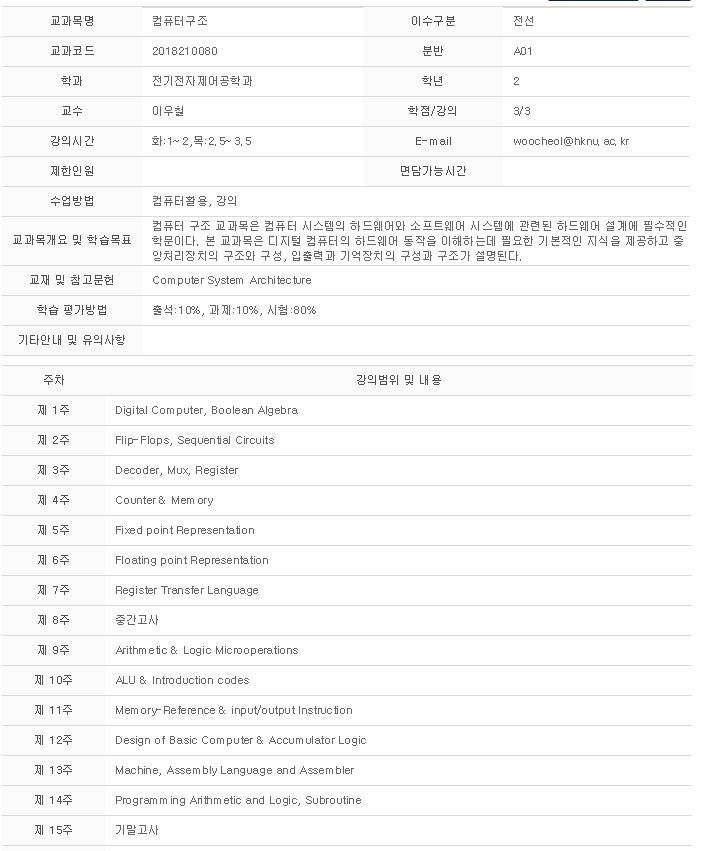 교과목명 컴퓨터구조 이수구분 전선
교과코드 2018210080 분반 A01
학과 전기전자제어공학과 학년 2
교수 이우철 학점/강의 3/3
강의시간 화:1~2,목:2.5~3.5 E-mail woocheol@hknu.ac.kr
제한인원 면담가능시간
수업방법 컴퓨터활용, 강의
교과목개요 및 학습목표
컴퓨터 구조 교과목은 컴퓨터 시스템의 하드웨어와 소프트웨어 시스템에 관련된 하드웨어 설계에 필수적인
학문이다. 본 교과목은 디지털 컴퓨터의 하드웨어 동작을 이해하는데 필요한 기본적인 지식을 제공하고 중
앙처리장치의 구조와 구성, 입출력과 기억장치의 구성과 구조가 설명된다.
교재 및 참고문헌 Computer System Architecture
학습 평가방법 출석:10%, 과제:10%, 시험:80%
기타안내 및 유의사항
주차 강의범위 및 내용
제 1주 Digital Computer, Boolean Algebra
제 2주 Flip-Flops, Sequential Circuits
제 3주 Decoder, Mux, Register
제 4주 Counter & Memory
제 5주 Fixed point Representation
제 6주 Floating point Representation
제 7주 Register Transfer Language
제 8주 중간고사
제 9주 Arithmetic & Logic Microoperations
제 10주 ALU & Introduction codes
제 11주 Memory-Reference & input/output Instruction
제 12주 Design of Basic Computer & Accumulator Logic
제 13주 Machine, Assembly Language and Assembler
제 14주 Programming Arithmetic and Logic, Subroutine
제 15주 기말고사